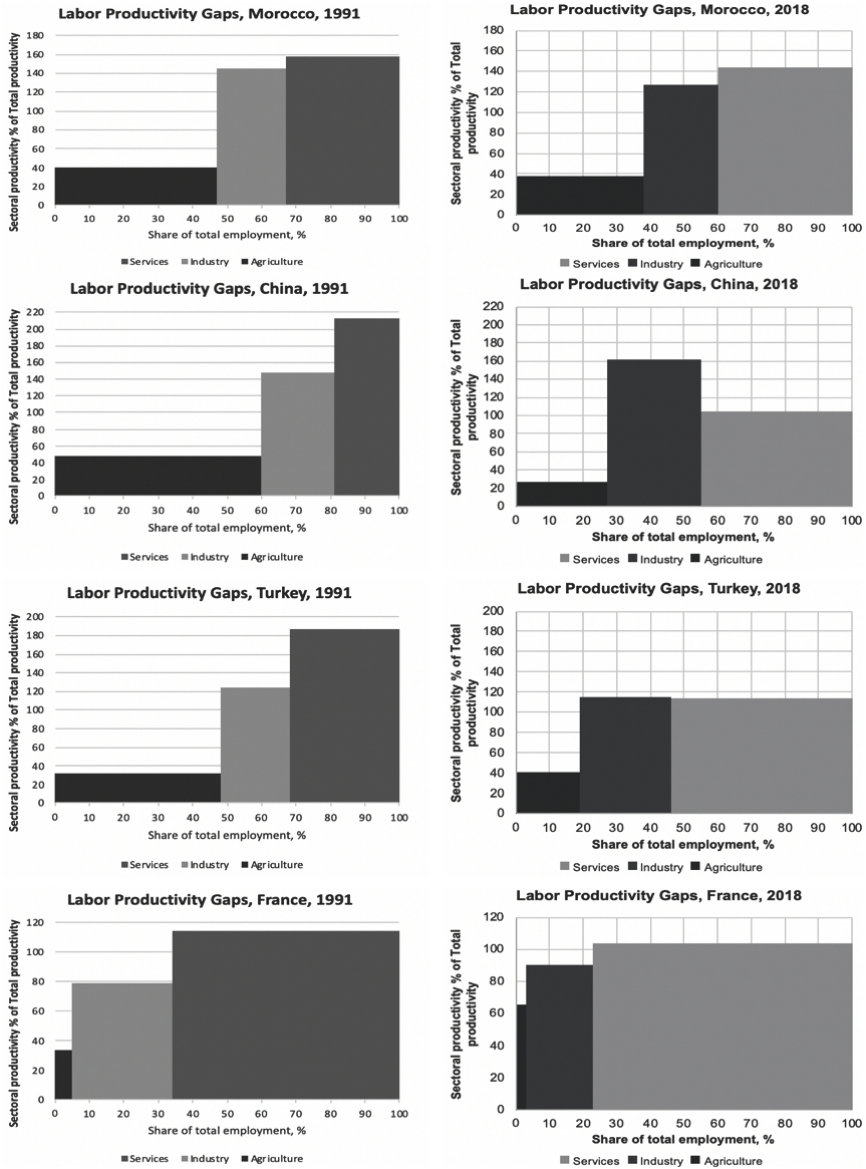 Labor Productivity Gaps, Morocco, 1991
Sectoral productivity % of Total productivity
180
160
140
120
100
80
60
40
20
0
0 10 20 30 40 50 60 70 80 90 100
Share of total employment, %
Services Industry Agriculture
Labor Productivity Gaps, Morocco, 2018
Sectoral productivity % of Total
productivity
180
160
140
120
100
80
60
40
20
0
0 10 20 30 40 50 60 70 80 90 100
Share of total employment, %
Services Industry Agriculture
Labor Productivity Gaps, China, 1991
Sectoral productivity % of Total productivity
220
200
180
160
140
120
100
80
60
40
20
0
0 10 20 30 40 50 60 70 80 90 100
Share of total employment, %
Services Industry Agriculture
Labor Productivity Gaps, China, 2018
Sectoral productivity % of Total
productivity
220
200
180
160
140
120
100
80
60
40
20
0
0 10 20 30 40 50 60 70 80 90 100
Share of total employment, %
Services Industry Agriculture
Labor Productivity Gaps, Turkey, 1991
Sectoral productivity % of Total productivity
200
180
160
140
120
100
80
60
40
20
0
0 10 20 30 40 50 60 70 80 90 100
Share of total employment, %
Services Industry Agriculture
Labor Productivity Gaps, Turkey, 2018
Sectoral productivity % of Total
productivity
200
180
160
140
120
100
80
60
40
20
0
0 10 20 30 40 50 60 70 80 90 100
Share of total employment, %
Services Industry Agriculture
Labor Productivity Gaps, France, 1991
Sectoral productivity % of Total productivity
120
100
80
60
40
20
0
0 10 20 30 40 50 60 70 80 90 100
Share of total employment, %
Services Industry Agriculture
Labor Productivity Gaps, France, 2018
Sectoral productivity % of Total
productivity
120
100
80
60
40
20
0
0 10 20 30 40 50 60 70 80 90 100
Share of total employment, %
Services Industry Agriculture